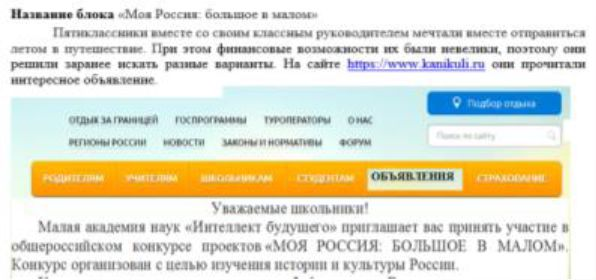 Название блока «Моя Россия: большое в малом»
Пятиклассники вместе со своим классным руководителем мечтали вместе отправиться
летом в путешествие. При этом финансовые возможности их были невелики, поэтому они
решили заранее искать разные варианты. На сайте https://www.kanikuli.ru они прочитали
интересное объявление.
Подбор отдыха
ОТДЫХ ЗА ГРАНИЦЕЙ ГОСПРОГРАММЫ ТУРОПЕРАТОРЫ О НАС
Поиск по сайту
РЕГИОНЫ РОССИИ НОВОСТИ ЗАКОНЫ И НОРМАТИВЫ ФОРУМ
РОДИТЕЛЯМ УЧИТЕЛЯМ ШКОЛЬНИКАМ СТУДЕНТАМ ОБЪЯВЛЕНИЯ СТРАХОВАНИЕ
Уважаемые школьники!
Малая академия наук «Интеллект будущего» приглашает вас принять участие в
общероссийском конкурсе проектов «МОЯ РОССИЯ: БОЛЬШОЕ В МАЛОМ».
Конкурс организован с целью изучения истории и культуры России.